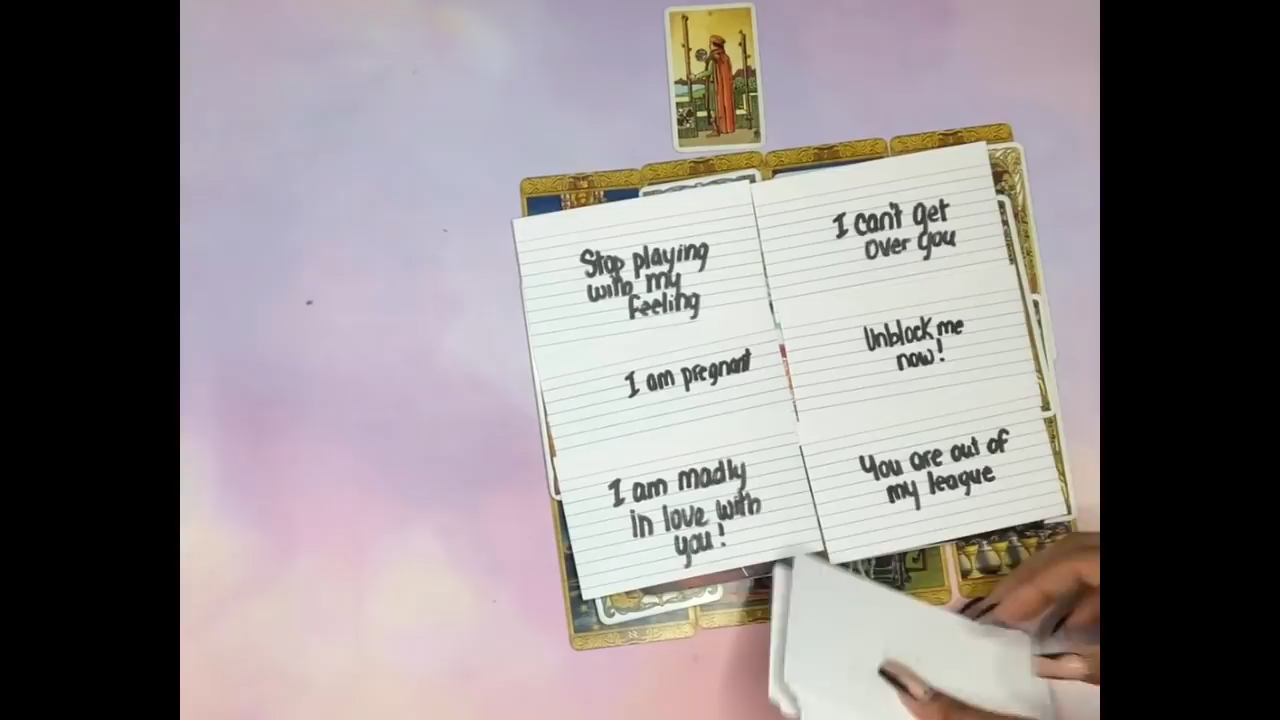 Stop playing
with my
feeling
I am pregnant
I am madly
in love with
you!
I can't get
over you
Unblock me
now!
You are out of
my league